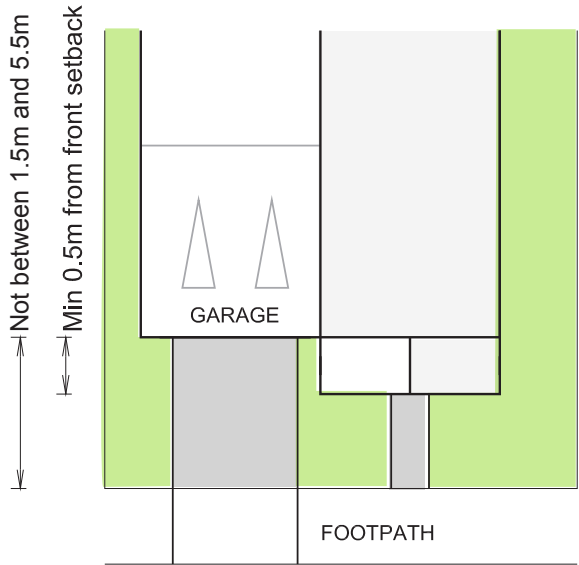 Not between 1.5m and 5.5m
Min 0.5m from front setback
GARAGE
FOOTPATH